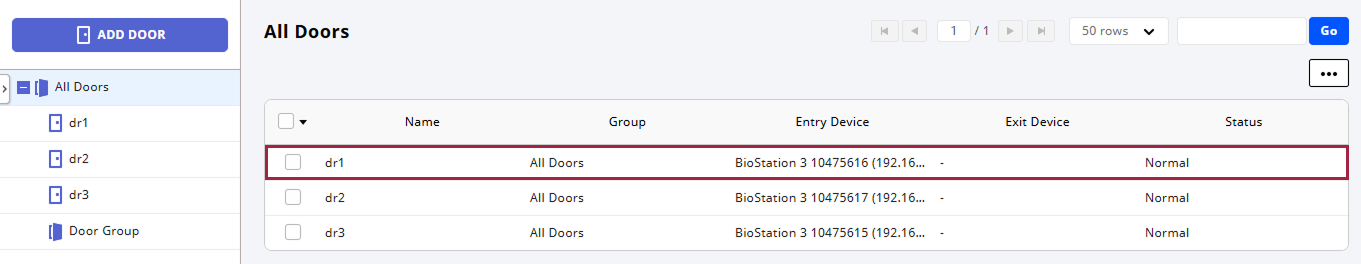 ADD DOOR
All Doors
dr1
dr2
dr3
Door Group
All Doors
1 / 1
50 rows
Go
Name Group Entry Device Exit Device Status
dr1 All Doors BioStation 3 10475616 (192.16... - Normal
dr2 All Doors BioStation 3 10475617 (192.16... - Normal
dr3 All Doors BioStation 3 10475615 (192.16... - Normal